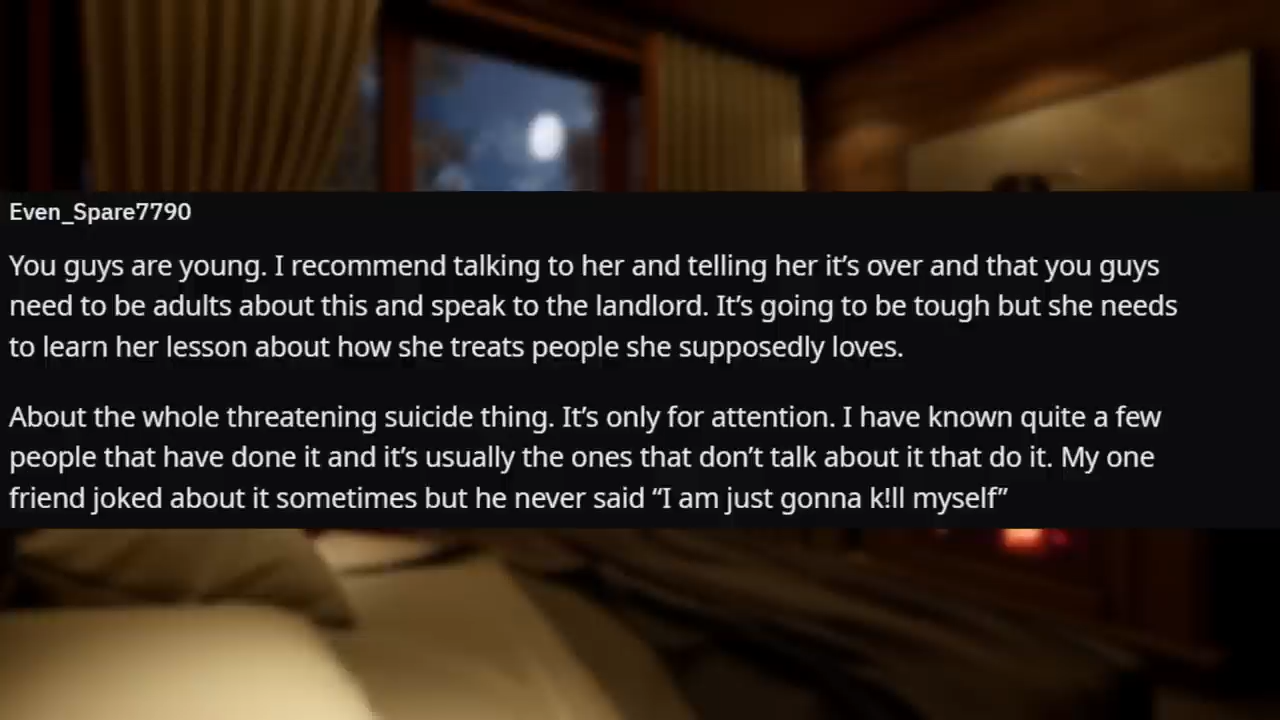 Even_Spare7790
You guys are young. I recommend talking to her and telling her it’s over and that you guys
need to be adults about this and speak to the landlord. It’s going to be tough but she needs
to learn her lesson about how she treats people she supposedly loves.
About the whole threatening suicide thing. It’s only for attention. I have known quite a few
people that have done it and it’s usually the ones that don’t talk about it that do it. My one
friend joked about it sometimes but he never said “I am just gonna k!ll myself”